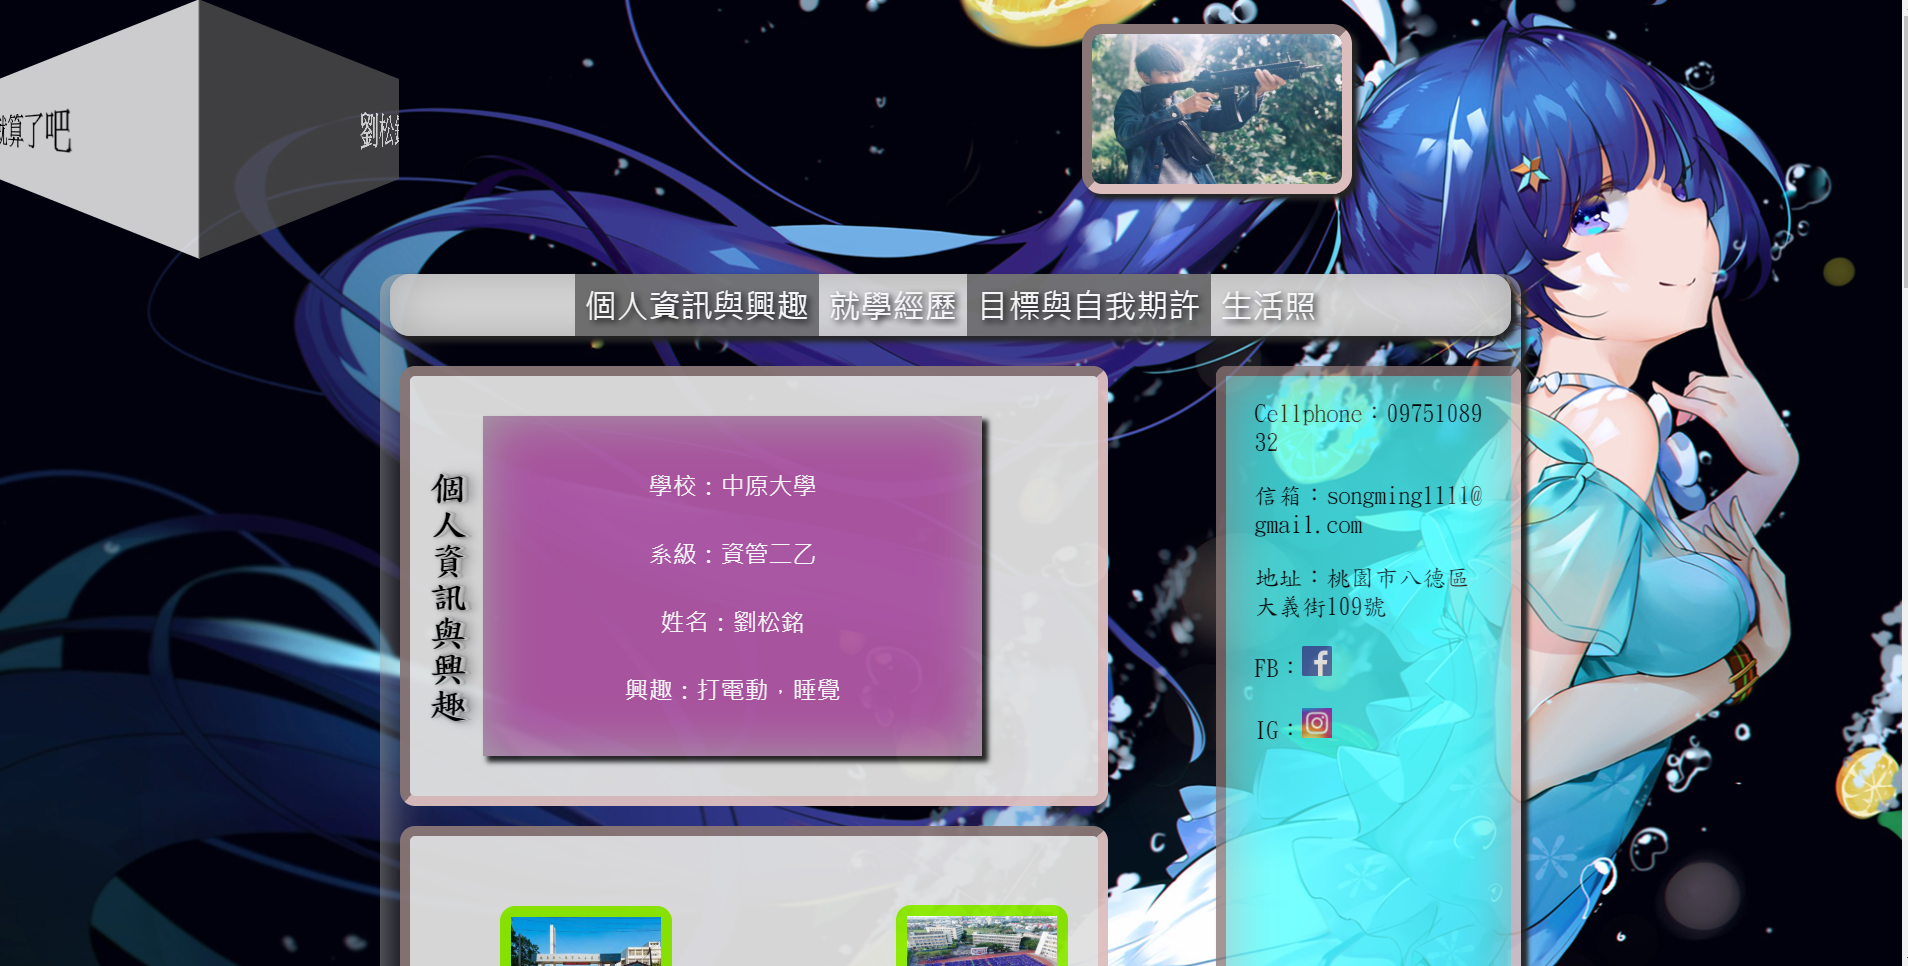 算了吧
劉松
個人資訊與興趣 就學經歷 目標與自我期許 生活照
個人資訊與興趣
學校：中原大學
系級：資管二乙
姓名：劉松銘
興趣：打電動，睡覺
Cellphone：09751089
32
信箱：songming1111@
gmail.com
地址：桃園市八德區
大義街109號
FB：
IG：